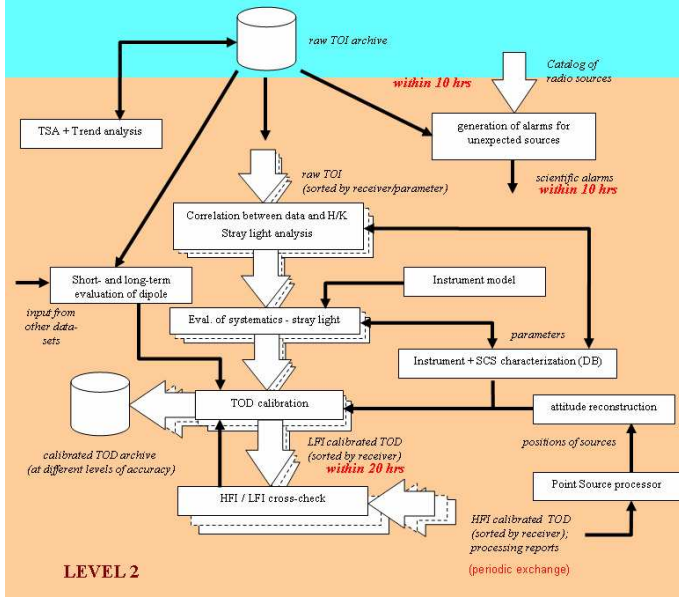 raw TOI archive
within 10 hrs
Catalog of
radio sources
TSA + Trend analysis
generation of alarms for
unexpected sources
raw TOI
(sorted by receiver/parameter)
scientific alarms
within 10 hrs
Correlation between data and H/K
Stray light analysis
Short- and long-term
evaluation of dipole
Instrument model
input from
other data-
sets
Eval. of systematics - stray light
parameters
Instrument + SCS characterization (DB)
TOD calibration
attitude reconstruction
calibrated TOD archive
(at different levels of accuracy)
LFI calibrated TOD
(sorted by receiver)
within 20 hrs
positions of sources
HFI / LFI cross-check
Point Source processor
HFI calibrated TOD
(sorted by receiver);
processing reports
(periodic exchange)
LEVEL 2